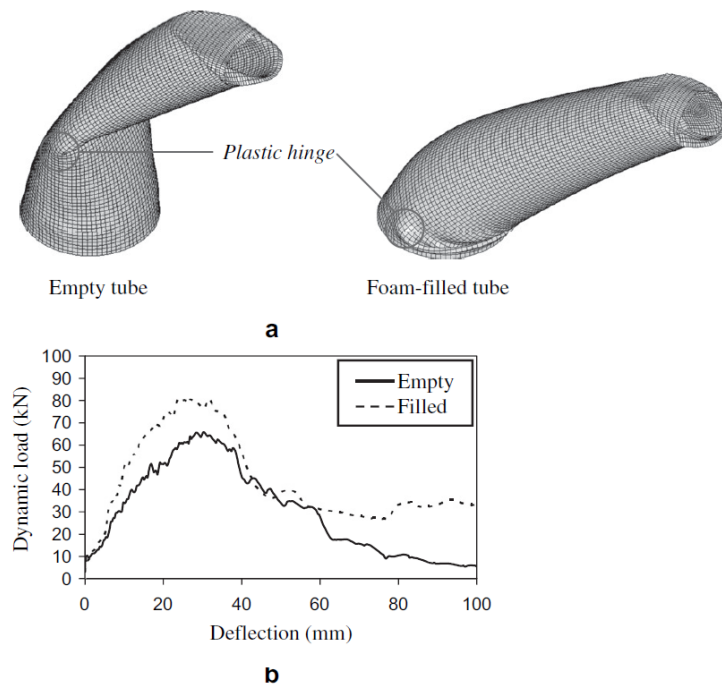 Plastic hinge
Empty tube
Foam-filled tube
a
100
90
80
70
60
50
40
30
20
10
0
Dynamic load (kN)
Empty
Filled
0
20
40
60
80
100
Deflection (mm)
b